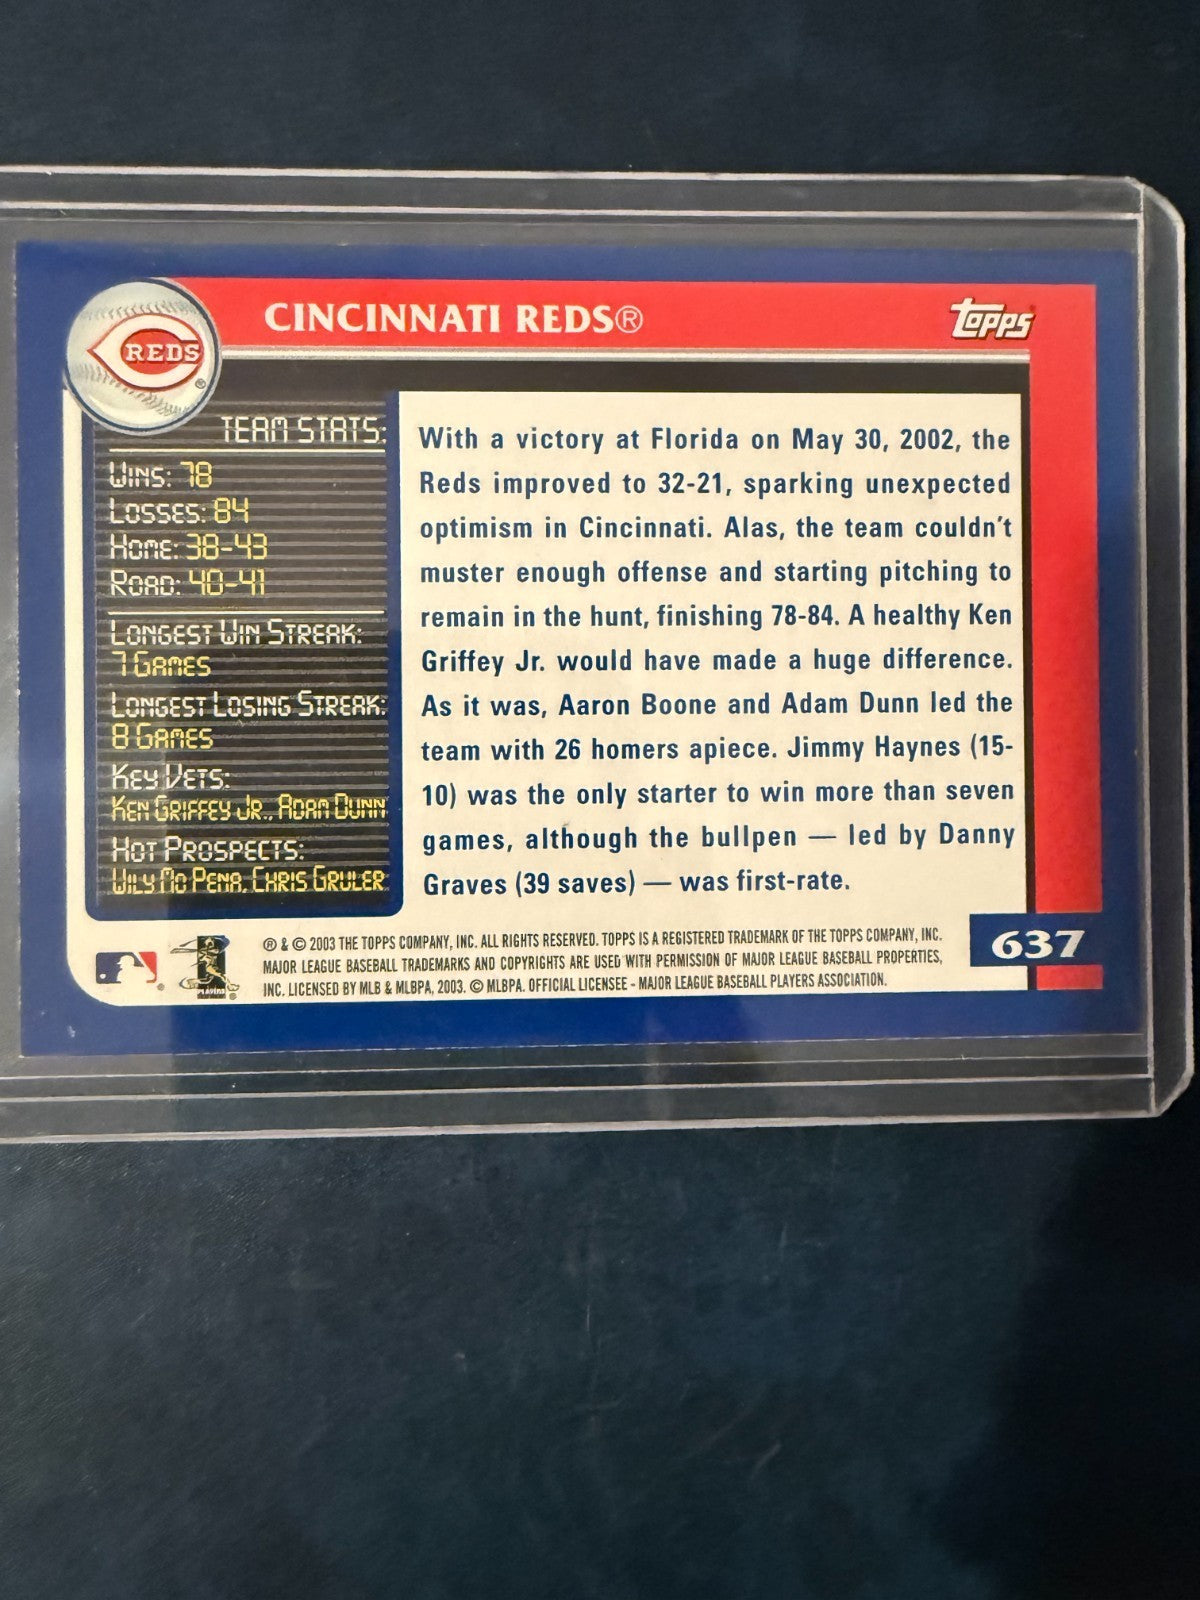 REDS
®
CINCINNATI REDS®
Topps
TEAM STATS:
WINS: 78
LOSSES: 84
HOME: 38-43
ROAD: 40-41
LONGEST WIN STREAK:
7 GAMES
LONGEST LOSING STREAK:
8 GAMES
KEY VETS:
KEN GRIFFEY JR., ADAM DUNN
HOT PROSPECTS:
WILY MO PENA, CHRIS GRULER
With a victory at Florida on May 30, 2002, the
Reds improved to 32-21, sparking unexpected
optimism in Cincinnati. Alas, the team couldn't
muster enough offense and starting pitching to
remain in the hunt, finishing 78-84. A healthy Ken
Griffey Jr. would have made a huge difference.
As it was, Aaron Boone and Adam Dunn led the
team with 26 homers apiece. Jimmy Haynes (15-
10) was the only starter to win more than seven
games, although the bullpen — led by Danny
Graves (39 saves) — was first-rate.
® & © 2003 THE TOPPS COMPANY, INC. ALL RIGHTS RESERVED. TOPPS IS A REGISTERED TRADEMARK OF THE TOPPS COMPANY, INC.
MAJOR LEAGUE BASEBALL TRADEMARKS AND COPYRIGHTS ARE USED WITH PERMISSION OF MAJOR LEAGUE BASEBALL PROPERTIES,
INC. LICENSED BY MLB & MLBPA, 2003. © MLBPA. OFFICIAL LICENSEE - MAJOR LEAGUE BASEBALL PLAYERS ASSOCIATION.
637